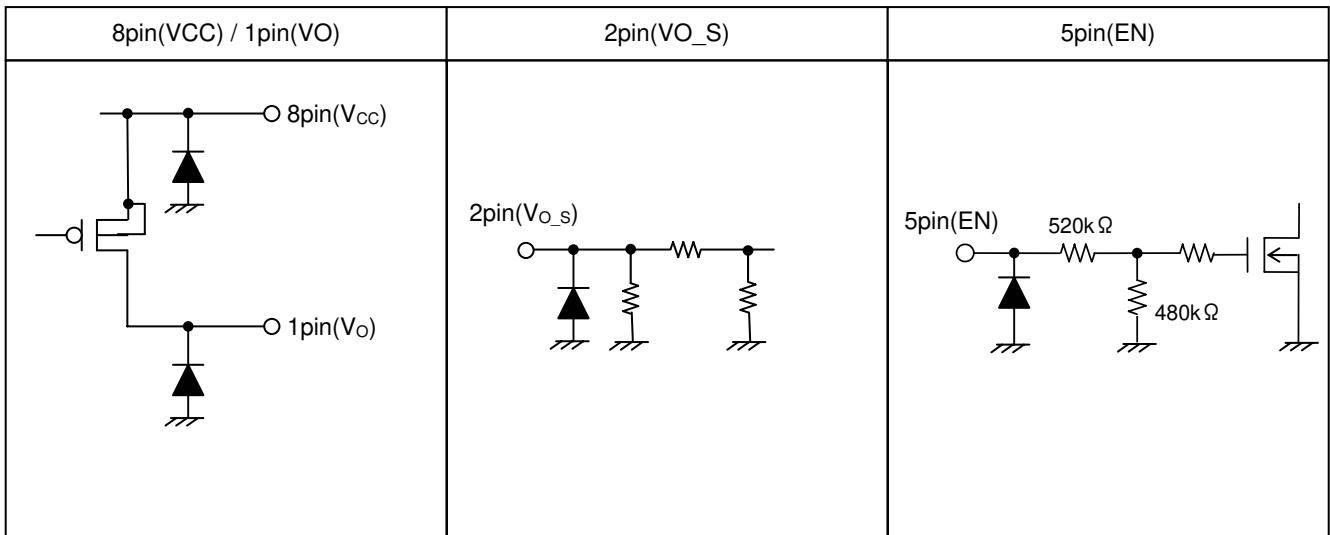 8pin(VCC) / 1pin(VO)
2pin(VO_S)
5pin(EN)
8pin(VCC)
1pin(VO)
2pin(VO_S)
5pin(EN)
520kΩ
480kΩ